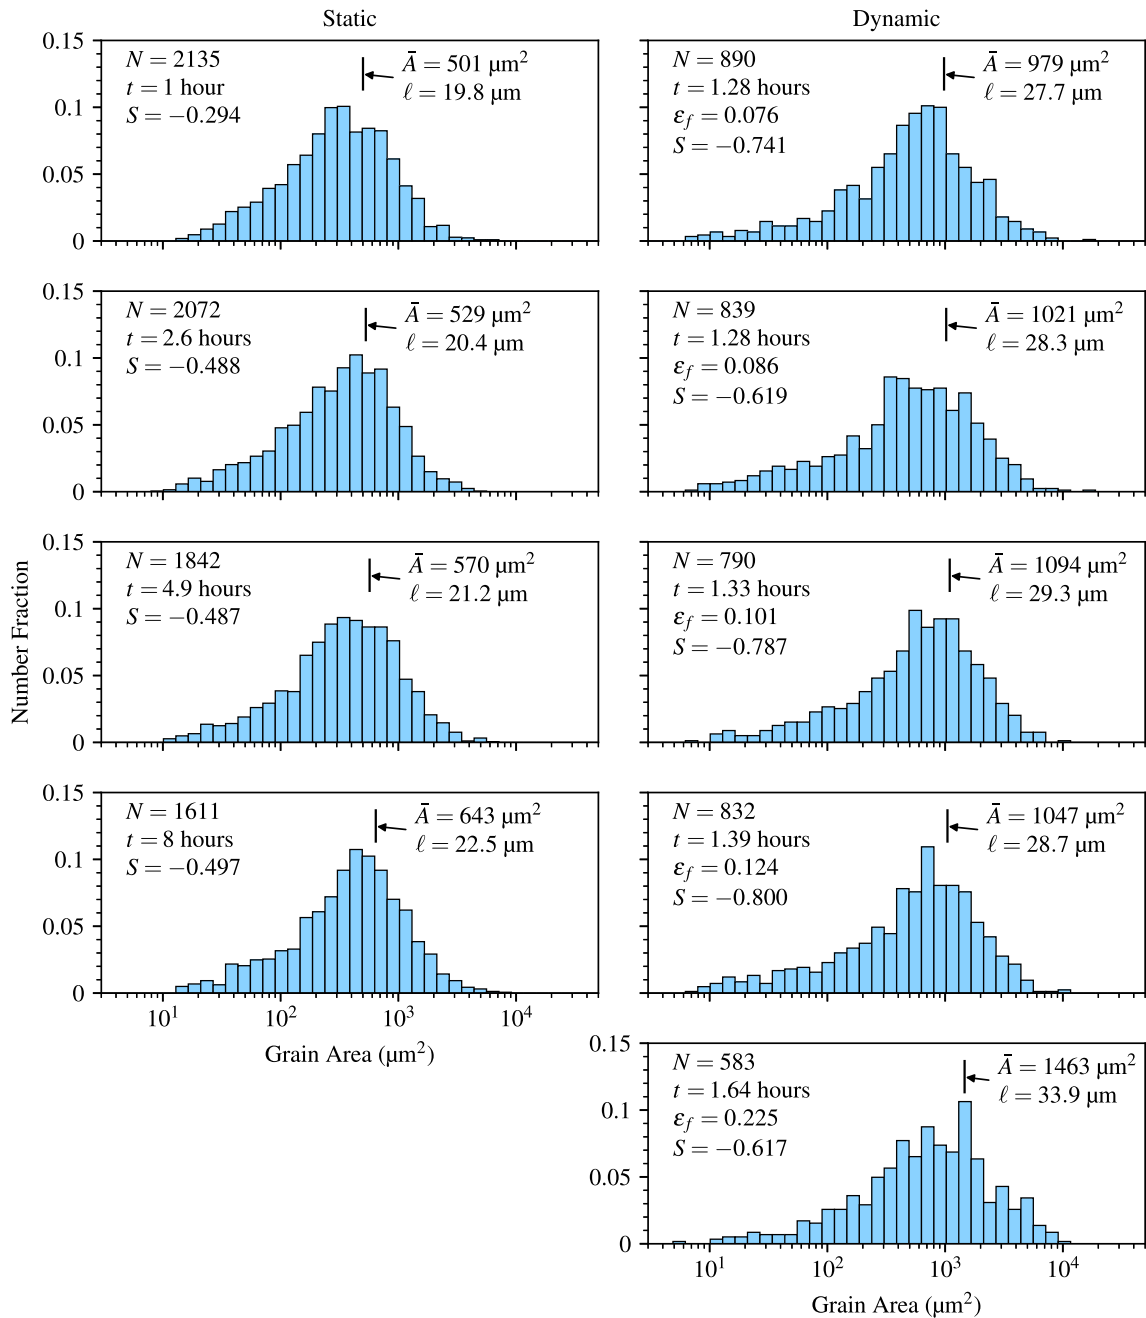 Static
Dynamic
0.15
0.1
0.05
0
N = 2135
t = 1 hour
S = −0.294
Ā = 501 µm²
ℓ = 19.8 µm
N = 890
t = 1.28 hours
ε_f = 0.076
S = −0.741
Ā = 979 µm²
ℓ = 27.7 µm
0.15
0.1
0.05
0
N = 2072
t = 2.6 hours
S = −0.488
Ā = 529 µm²
ℓ = 20.4 µm
N = 839
t = 1.28 hours
ε_f = 0.086
S = −0.619
Ā = 1021 µm²
ℓ = 28.3 µm
Number Fraction
0.15
0.1
0.05
0
N = 1842
t = 4.9 hours
S = −0.487
Ā = 570 µm²
ℓ = 21.2 µm
N = 790
t = 1.33 hours
ε_f = 0.101
S = −0.787
Ā = 1094 µm²
ℓ = 29.3 µm
0.15
0.1
0.05
0
N = 1611
t = 8 hours
S = −0.497
Ā = 643 µm²
ℓ = 22.5 µm
10¹ 10² 10³ 10⁴
Grain Area (µm²)
N = 832
t = 1.39 hours
ε_f = 0.124
S = −0.800
Ā = 1047 µm²
ℓ = 28.7 µm
0.15
0.1
0.05
0
N = 583
t = 1.64 hours
ε_f = 0.225
S = −0.617
Ā = 1463 µm²
ℓ = 33.9 µm
10¹ 10² 10³ 10⁴
Grain Area (µm²)